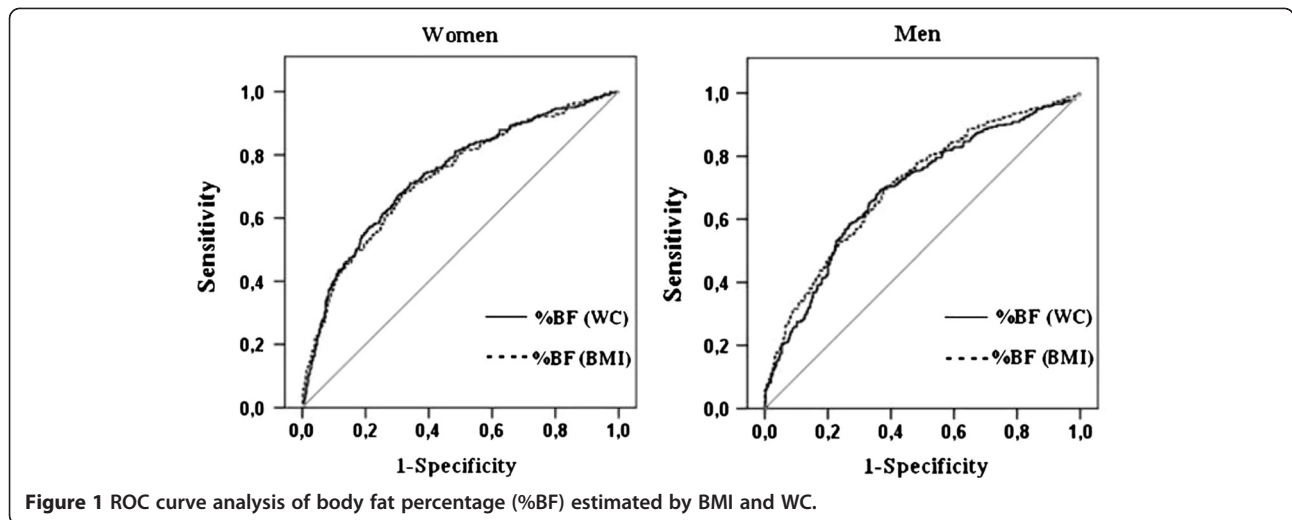 Women
1,0
0,8
0,6
0,4
0,2
0,0
Sensitivity
0,0 0,2 0,4 0,6 0,8 1,0
1-Specificity
%BF (WC)
%BF (BMI)
Men
1,0
0,8
0,6
0,4
0,2
0,0
Sensitivity
0,0 0,2 0,4 0,6 0,8 1,0
1-Specificity
%BF (WC)
%BF (BMI)
Figure 1 ROC curve analysis of body fat percentage (%BF) estimated by BMI and WC.